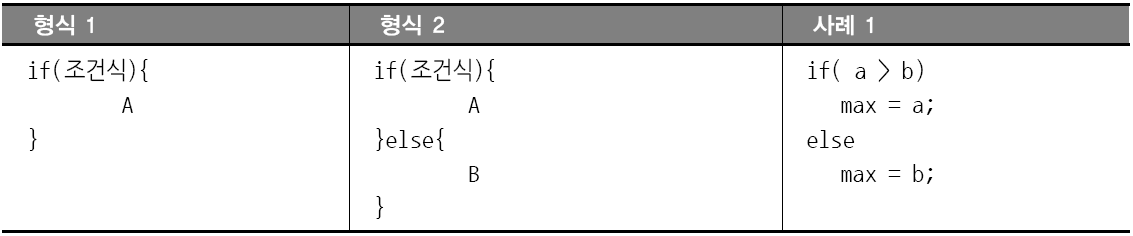 형식 1
if(조건식){
A
}
형식 2
if(조건식){
A
}else{
B
}
사례 1
if( a > b)
max = a;
else
max = b;